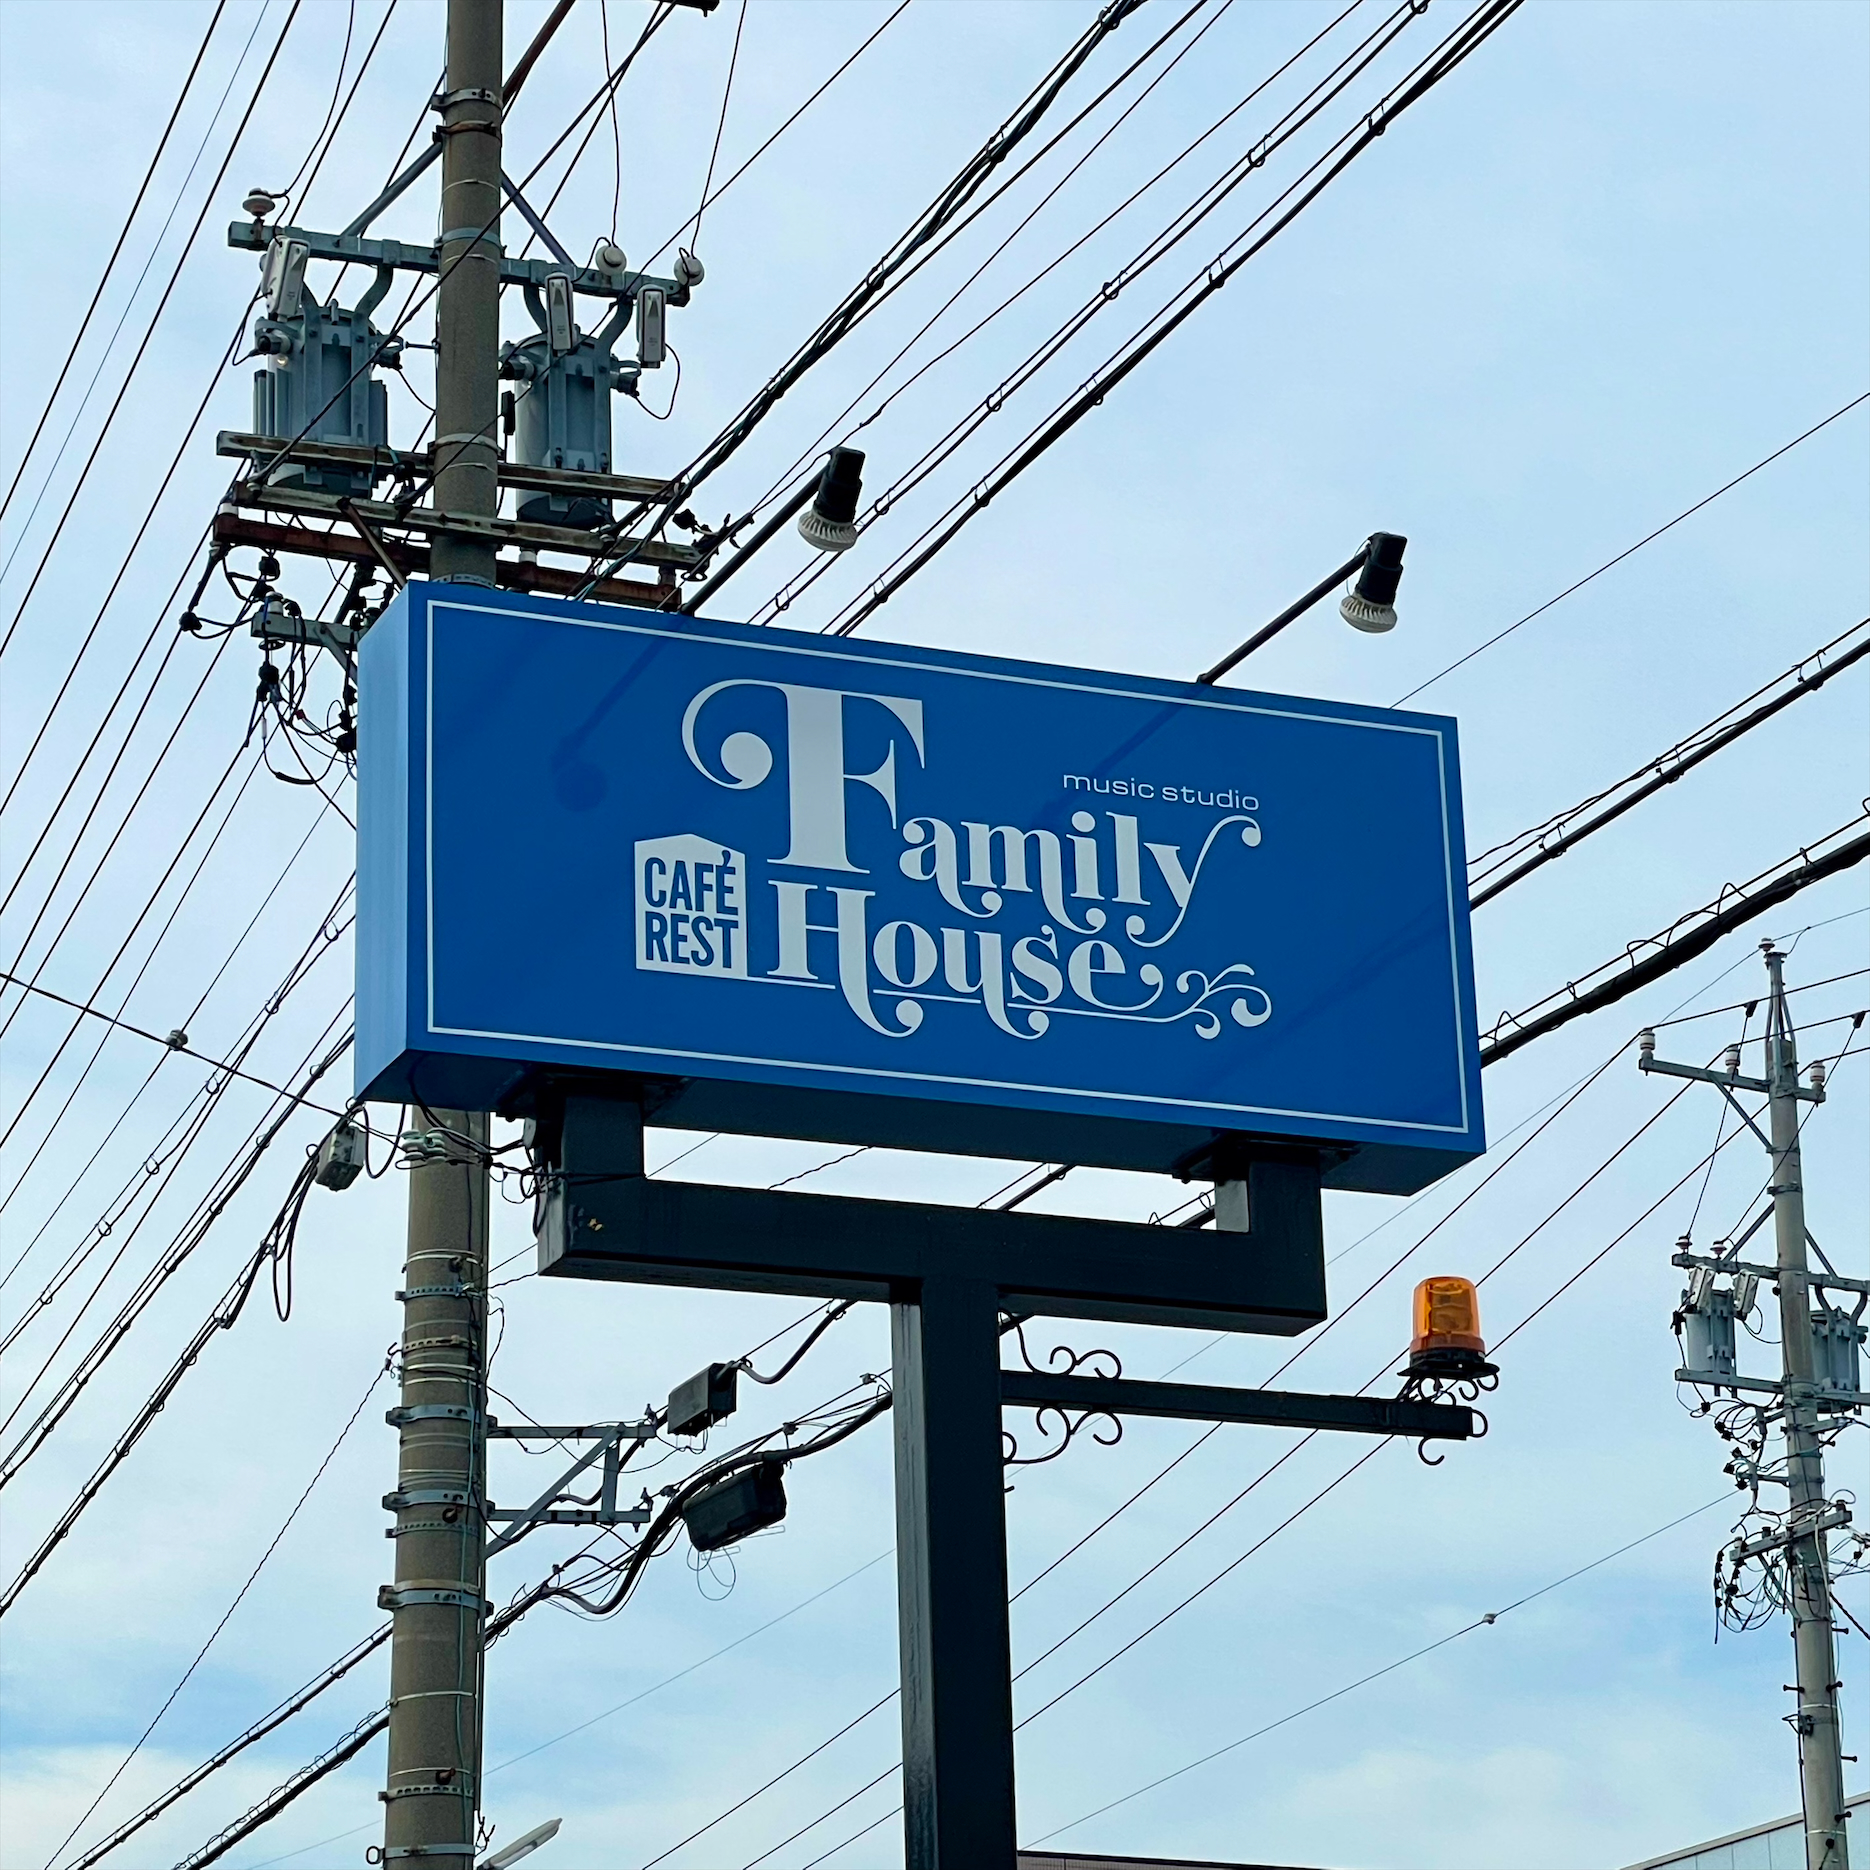 music studio
Family
House
CAFÉ
REST